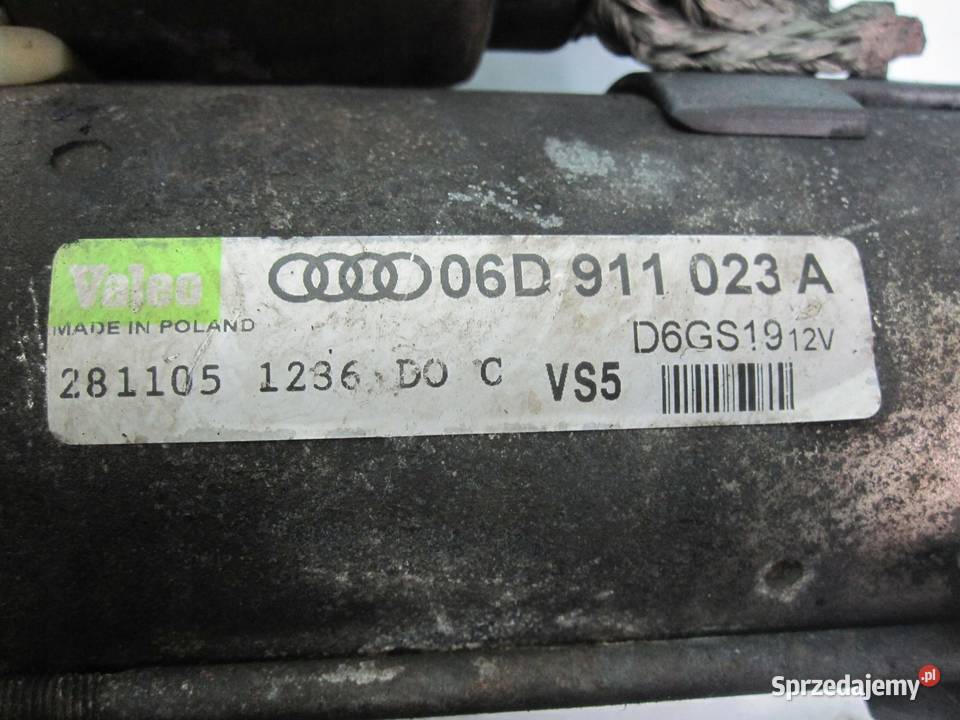 Valeo
06D 911 023 A
MADE IN POLAND
D6GS19 12V
281105 1236 DO C VS5
Sprzedajemy.pl